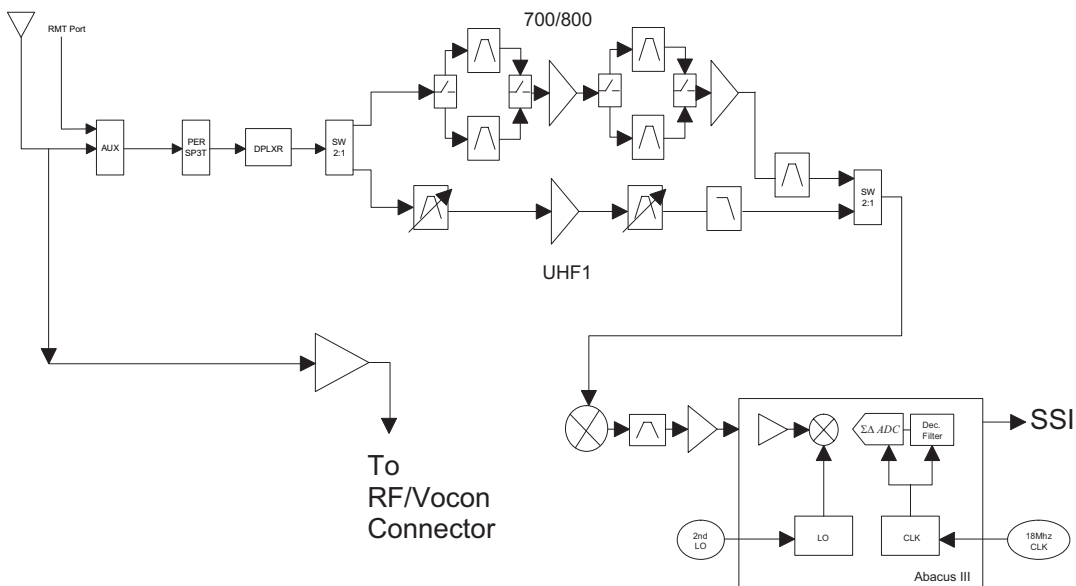 700/800
RMT Port
AUX
PER
SP3T
DPLXR
SW
2:1
SW
2:1
UHF1
To
RF/Vocon
Connector
ΣΔ ADC
Dec.
Filter
SSI
2nd
LO
LO
CLK
18Mhz
CLK
Abacus III